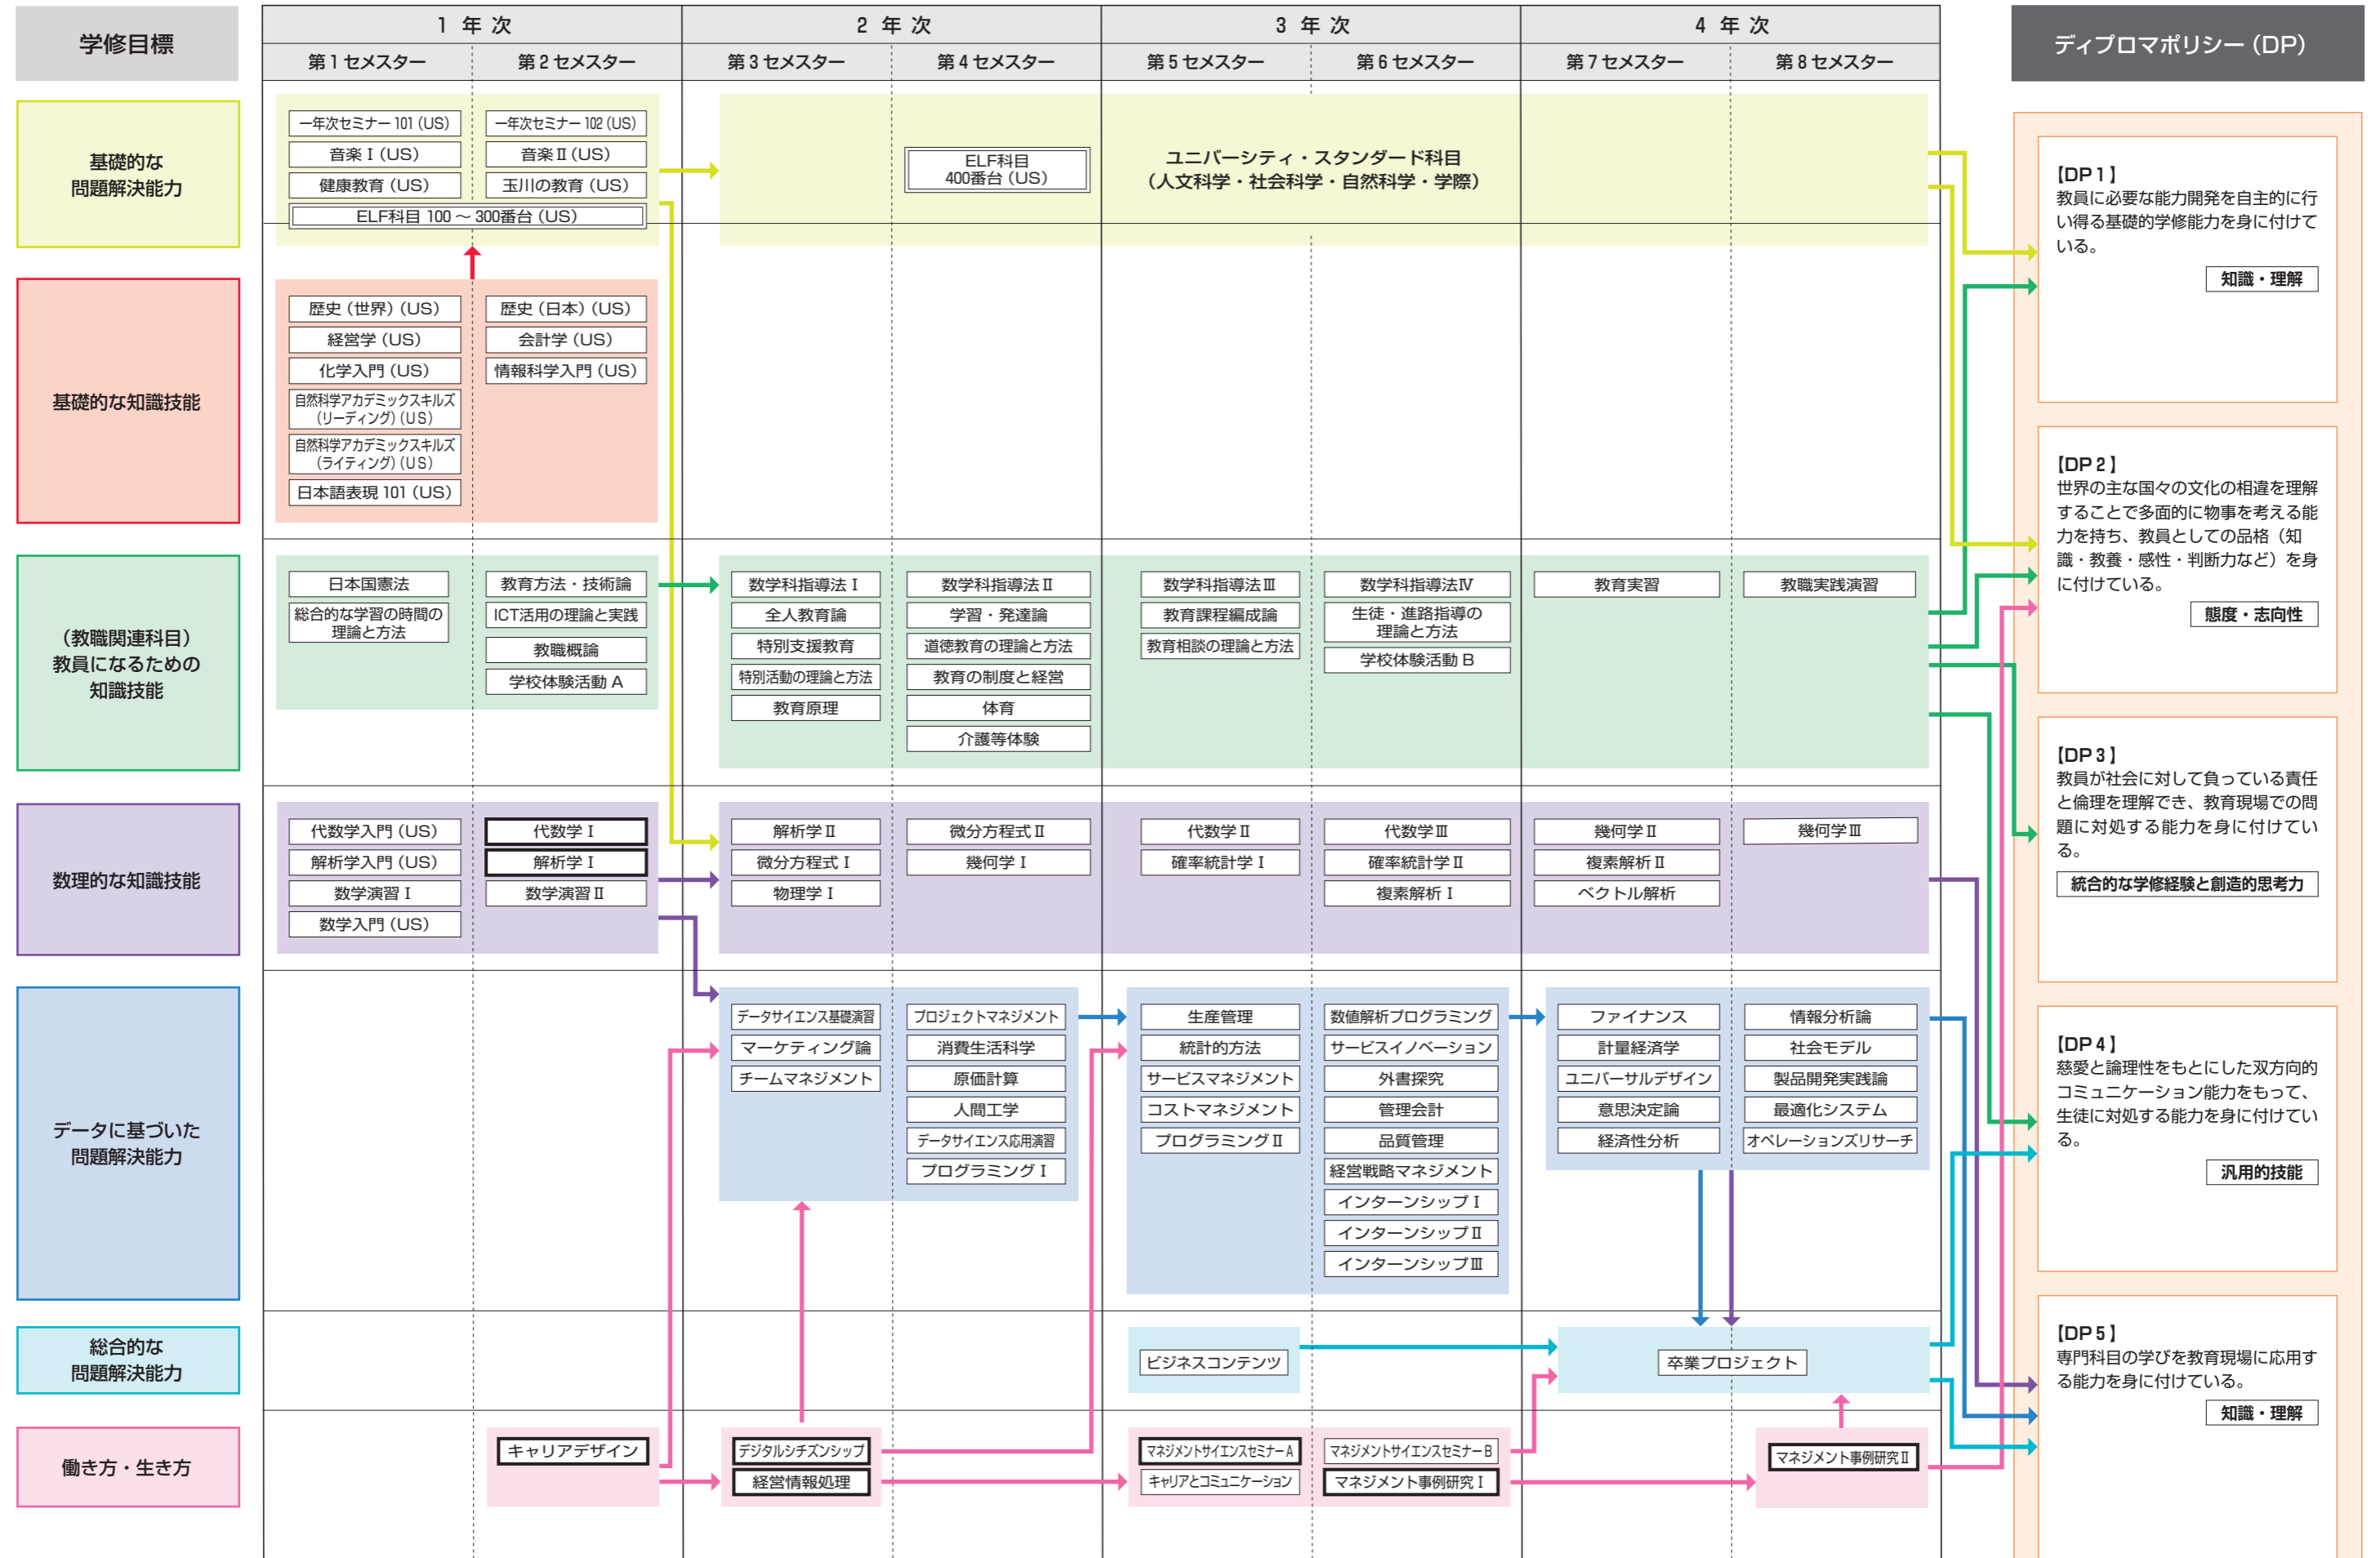 学修目標
1 年 次
2 年 次
3 年 次
4 年 次
第1セメスター
第2セメスター
第3セメスター
第4セメスター
第5セメスター
第6セメスター
第7セメスター
第8セメスター
ディプロマポリシー(DP)
基礎的な
問題解決能力
一年次セミナー101(US)
音楽Ⅰ(US)
健康教育(US)
一年次セミナー102(US)
音楽Ⅱ(US)
玉川の教育(US)
ELF科目 100～300番台(US)
ELF科目
400番台(US)
ユニバーシティ・スタンダード科目
(人文科学・社会科学・自然科学・学際)
基礎的な知識技能
歴史(世界)(US)
経営学(US)
化学入門(US)
自然科学アカデミックスキルズ
(リーディング)(US)
自然科学アカデミックスキルズ
(ライティング)(US)
日本語表現101(US)
歴史(日本)(US)
会計学(US)
情報科学入門(US)
(教職関連科目)
教員になるための
知識技能
日本国憲法
総合的な学習の時間の
理論と方法
教育方法・技術論
ICT活用の理論と実践
教職概論
学校体験活動A
数学科指導法Ⅰ
全人教育論
特別支援教育
特別活動の理論と方法
教育原理
数学科指導法Ⅱ
学習・発達論
道徳教育の理論と方法
教育の制度と経営
体育
介護等体験
数学科指導法Ⅲ
教育課程編成論
教育相談の理論と方法
数学科指導法Ⅳ
生徒・進路指導の
理論と方法
学校体験活動B
教育実習
教職実践演習
数理的な知識技能
代数学入門(US)
解析学入門(US)
数学演習Ⅰ
数学入門(US)
代数学Ⅰ
解析学Ⅰ
数学演習Ⅱ
解析学Ⅱ
微分方程式Ⅰ
物理学Ⅰ
微分方程式Ⅱ
幾何学Ⅰ
代数学Ⅱ
確率統計学Ⅰ
代数学Ⅲ
確率統計学Ⅱ
複素解析Ⅰ
幾何学Ⅱ
複素解析Ⅱ
ベクトル解析
幾何学Ⅲ
データに基づいた
問題解決能力
データサイエンス基礎演習
マーケティング論
チームマネジメント
プロジェクトマネジメント
消費生活科学
原価計算
人間工学
データサイエンス応用演習
プログラミングⅠ
生産管理
統計的方法
サービスマネジメント
コストマネジメント
プログラミングⅡ
数値解析プログラミング
サービスイノベーション
外書探究
管理会計
品質管理
経営戦略マネジメント
インターンシップⅠ
インターンシップⅡ
インターンシップⅢ
ファイナンス
計量経済学
ユニバーサルデザイン
意思決定論
経済性分析
情報分析論
社会モデル
製品開発実践論
最適化システム
オペレーションズリサーチ
総合的な
問題解決能力
ビジネスコンテンツ
卒業プロジェクト
働き方・生き方
キャリアデザイン
デジタルシチズンシップ
経営情報処理
マネジメントサイエンスセミナーA
キャリアとコミュニケーション
マネジメントサイエンスセミナーB
マネジメント事例研究Ⅰ
マネジメント事例研究Ⅱ
【DP1】
教員に必要な能力開発を自主的に行
い得る基礎的学修能力を身に付けて
いる。
知識・理解
【DP2】
世界の主な国々の文化の相違を理解
することで多面的に物事を考える能
力を持ち、教員としての品格(知
識・教養・感性・判断力など)を身
に付けている。
態度・志向性
【DP3】
教員が社会に対して負っている責任
と倫理を理解でき、教育現場での問
題に対処する能力を身に付けてい
る。
統合的な学修経験と創造的思考力
【DP4】
慈愛と論理性をもとにした双方向的
コミュニケーション能力をもって、
生徒に対処する能力を身に付けてい
る。
汎用的技能
【DP5】
専門科目の学びを教育現場に応用す
る能力を身に付けている。
知識・理解